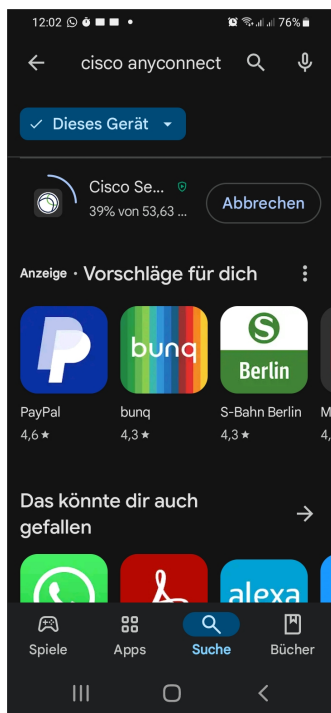 12:02 76%
cisco anyconnect
Dieses Gerät
Cisco Se...
39% von 53,63 ...
Abbrechen
Anzeige · Vorschläge für dich
bunq
S
Berlin
PayPal bunq S-Bahn Berlin M
4,6★ 4,3★ 4,3★ 4,
Das könnte dir auch
gefallen
alexa
Spiele Apps Suche Bücher